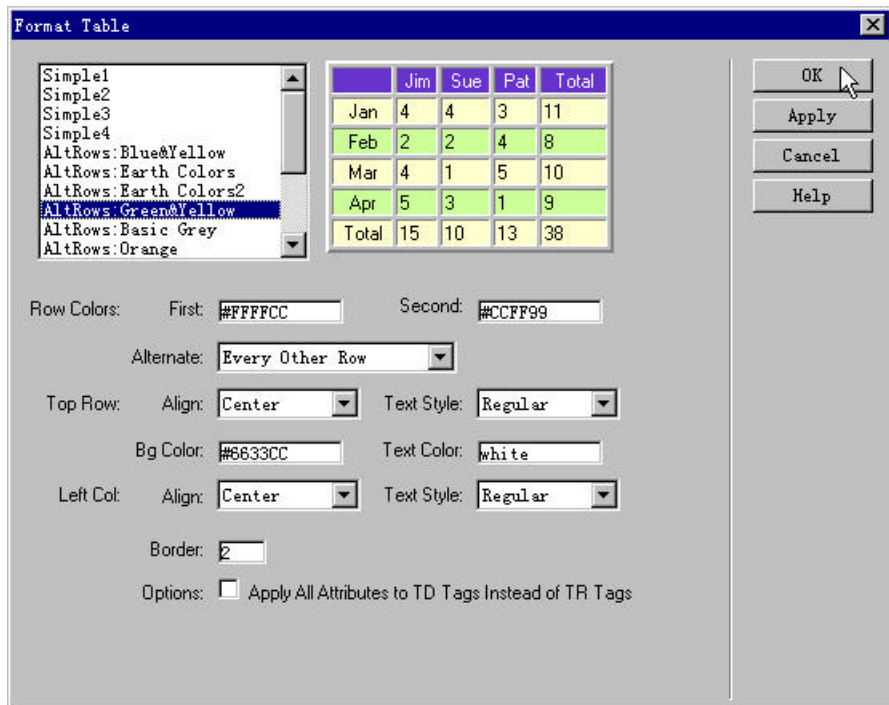 Format Table
Simple1
Simple2
Simple3
Simple4
AltRows:Blue&Yellow
AltRows:Earth Colors
AltRows:Earth Colors2
AltRows:Green&Yellow
AltRows:Basic Grey
AltRows:Orange
Jim Sue Pat Total
Jan 4 4 3 11
Feb 2 2 4 8
Mar 4 1 5 10
Apr 5 3 1 9
Total 15 10 13 38
OK
Apply
Cancel
Help
Row Colors: First: #FFFFCC Second: #CCFF99
Alternate: Every Other Row
Top Row: Align: Center Text Style: Regular
Bg Color: #6633CC Text Color: white
Left Col: Align: Center Text Style: Regular
Border: 2
Options: Apply All Attributes to TD Tags Instead of TR Tags